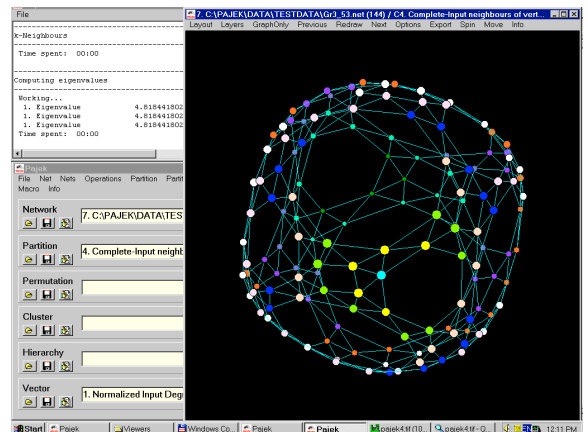 File
7. C:\PAJEK\DATA\TESTDATA\Gr3_53.net (144) / C4. Complete-Input neighbours of vert...
Layout Layers GraphOnly Previous Redraw Next Options Export Spin Move Info
k-Neighbours
Time spent: 00:00
Computing eigenvalues
Working...
1. Eigenvalue 4.818441802
1. Eigenvalue 4.818441802
1. Eigenvalue 4.818441802
Time spent: 00:00
Pajek
File Net Nets Operations Partition Partit
Macro Info
Network
7. C:\PAJEK\DATA\TES
Partition
4. Complete-Input neighb
Permutation
Cluster
Hierarchy
Vector
1. Normalized Input Deg
Start Pajek Viewers Windows Co... Pajek Pajek pajek4.tif (10... pajek4.tif - Q... EN 12:11 PM